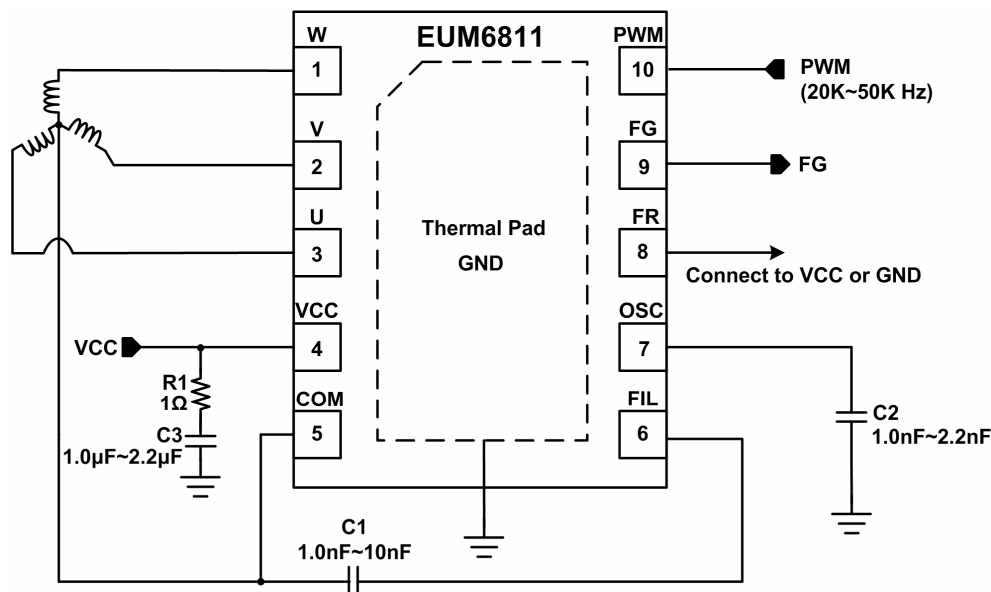 EUM6811
W
1
V
2
U
3
VCC
4
COM
5
PWM
10
FG
9
FR
8
OSC
7
FIL
6
Thermal Pad
GND
PWM
(20K~50K Hz)
FG
Connect to VCC or GND
VCC
R1
1Ω
C3
1.0µF~2.2µF
C2
1.0nF~2.2nF
C1
1.0nF~10nF